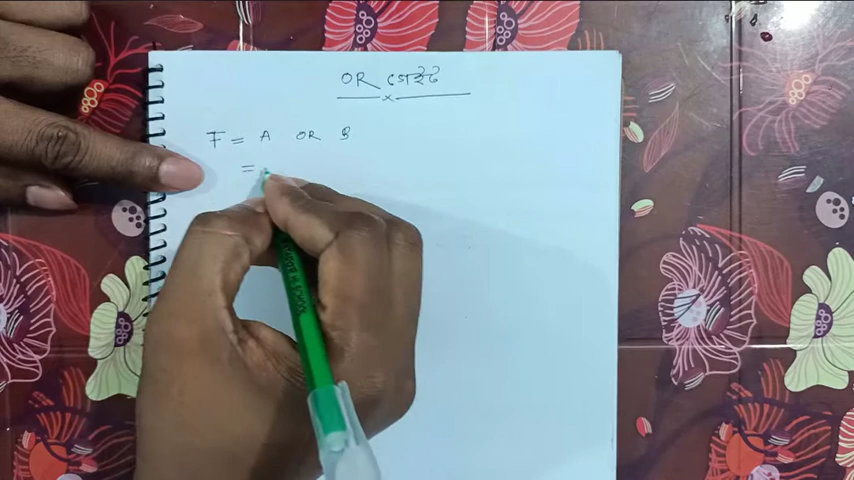 OR গেইট
F = A OR B
=